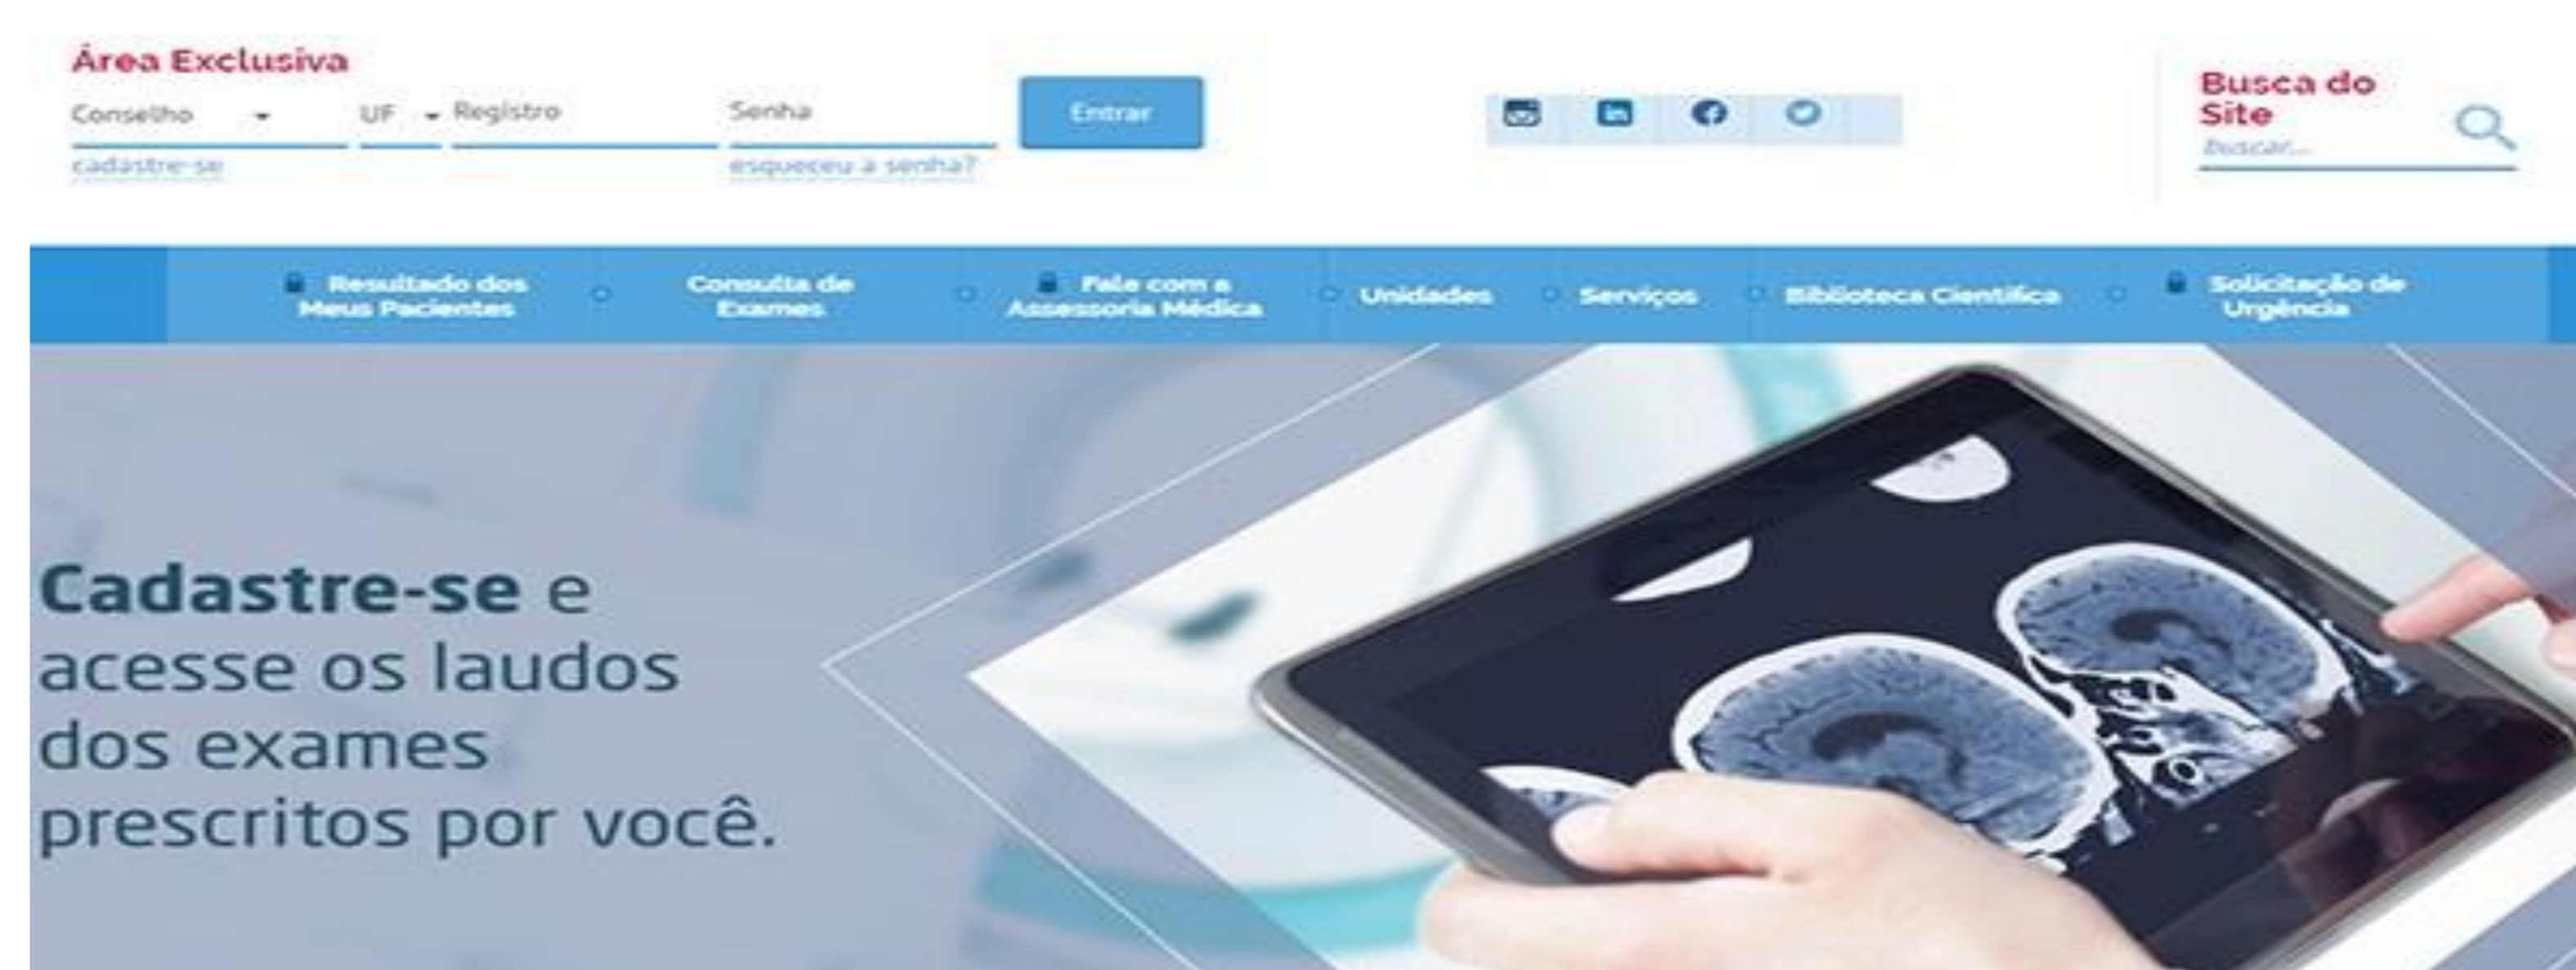 Área Exclusiva
Conselho UF Registro Senha Entrar
cadastre-se esqueceu a senha?
Busca do
Site
Buscar...
Resultado dos
Meus Pacientes
Consulta de
Exames
Fale com a
Assessoria Médica
Unidades
Serviços
Biblioteca Científica
Solicitação de
Urgência
Cadastre-se e
acesse os laudos
dos exames
prescritos por você.